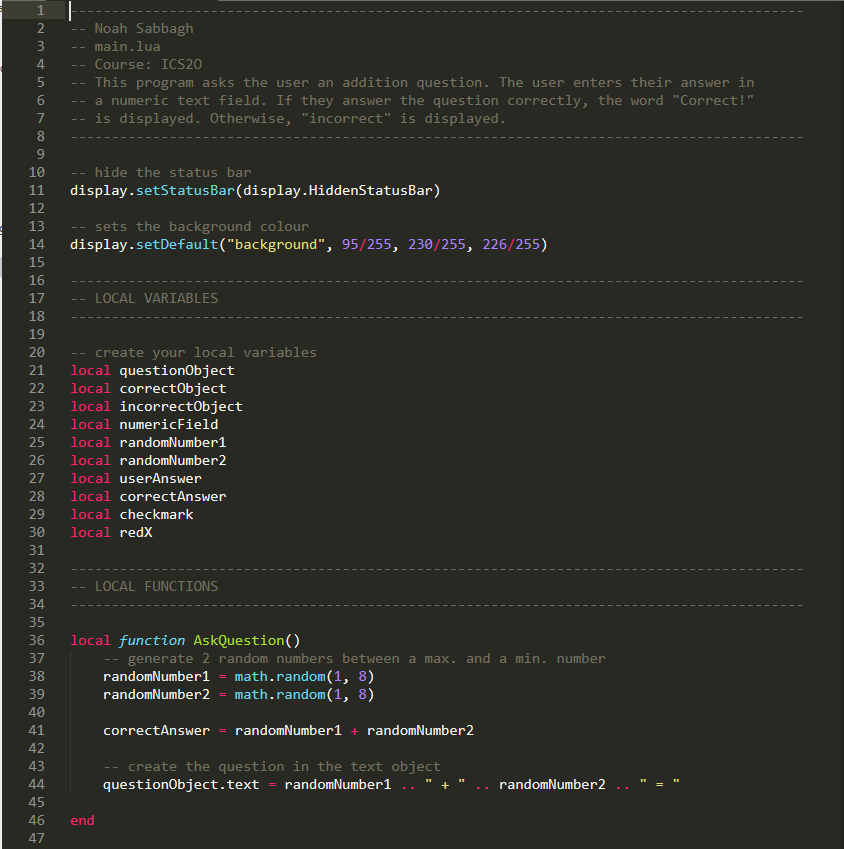 1 -----------------------------------------------------------------------------------------
2 -- Noah Sabbagh
3 -- main.lua
4 -- Course: ICS2O
5 -- This program asks the user an addition question. The user enters their answer in
6 -- a numeric text field. If they answer the question correctly, the word "Correct!"
7 -- is displayed. Otherwise, "incorrect" is displayed.
8 -----------------------------------------------------------------------------------------
9
10 -- hide the status bar
11 display.setStatusBar(display.HiddenStatusBar)
12
13 -- sets the background colour
14 display.setDefault("background", 95/255, 230/255, 226/255)
15
16 -----------------------------------------------------------------------------------------
17 -- LOCAL VARIABLES
18 -----------------------------------------------------------------------------------------
19
20 -- create your local variables
21 local questionObject
22 local correctObject
23 local incorrectObject
24 local numericField
25 local randomNumber1
26 local randomNumber2
27 local userAnswer
28 local correctAnswer
29 local checkmark
30 local redX
31
32 -----------------------------------------------------------------------------------------
33 -- LOCAL FUNCTIONS
34 -----------------------------------------------------------------------------------------
35
36 local function AskQuestion()
37     -- generate 2 random numbers between a max. and a min. number
38     randomNumber1 = math.random(1, 8)
39     randomNumber2 = math.random(1, 8)
40
41     correctAnswer = randomNumber1 + randomNumber2
42
43     -- create the question in the text object
44     questionObject.text = randomNumber1 .. " + " .. randomNumber2 .. " = "
45
46 end
47